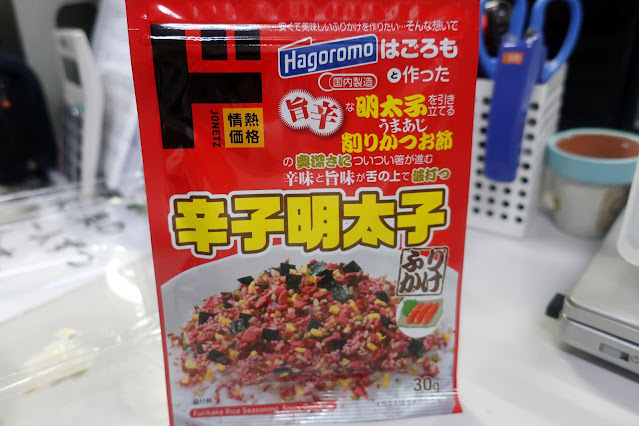 安くて美味しいふりかけを作りたい…そんな想いで
Hagoromo はごろも
国内製造 と作った
JONETZ
情熱
価格
旨辛な明太子を引き立てる
うまあじ
削りかつお節
の奥深さについつい箸が進む
辛味と旨味が舌の上で波打つ
辛子明太子
ふり
かけ
30g
Furikake Rice Seasoning